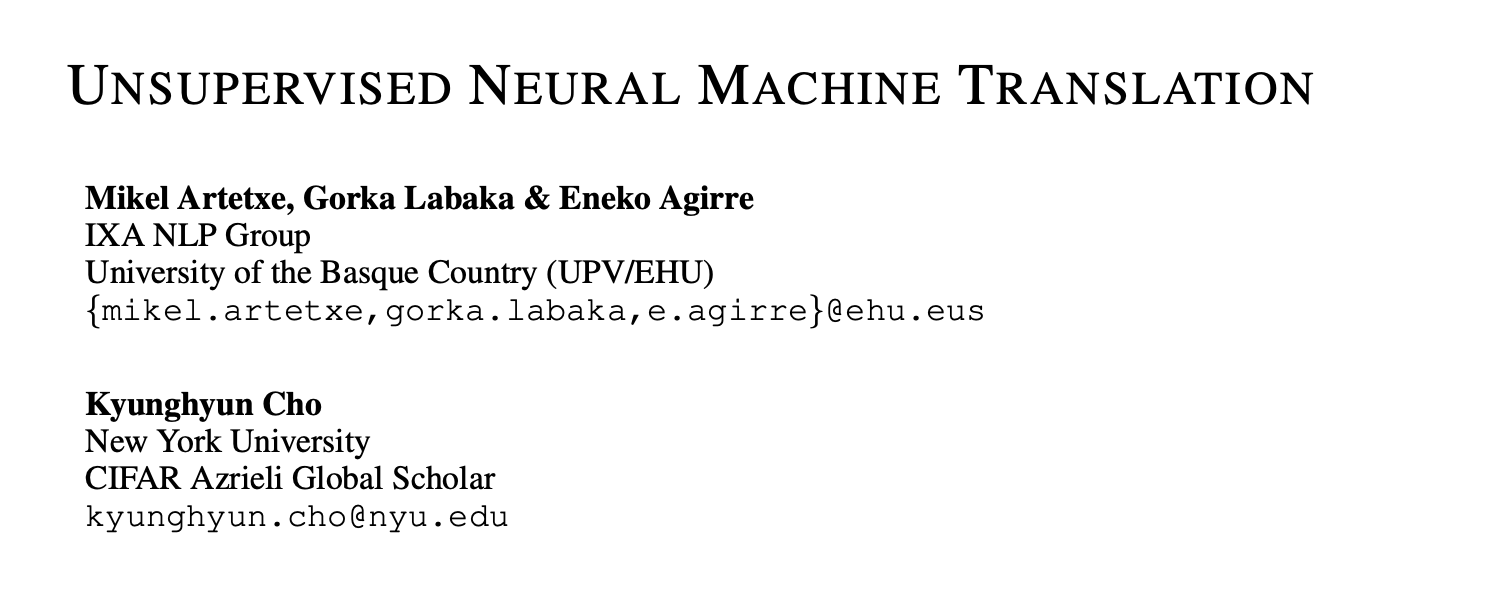 UNSUPERVISED NEURAL MACHINE TRANSLATION
Mikel Artetxe, Gorka Labaka & Eneko Agirre
IXA NLP Group
University of the Basque Country (UPV/EHU)
{mikel.artetxe,gorka.labaka,e.agirre}@ehu.eus
Kyunghyun Cho
New York University
CIFAR Azrieli Global Scholar
kyunghyun.cho@nyu.edu